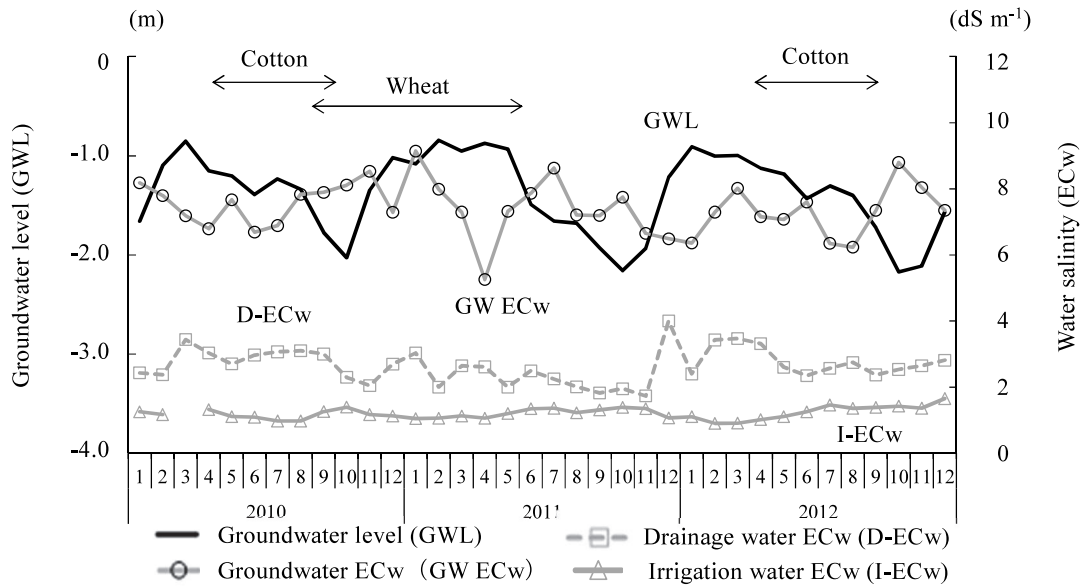 (m)
(dS m⁻¹)
0
12
Cotton
Cotton
Wheat
-1.0
10
GWL
8
-2.0
6
GW ECw
D-ECw
4
-3.0
2
I-ECw
-4.0
0
Groundwater level (GWL)
Water salinity (ECw)
1 2 3 4 5 6 7 8 9 10 11 12 1 2 3 4 5 6 7 8 9 10 11 12 1 2 3 4 5 6 7 8 9 10 11 12
2010 2011 2012
Groundwater level (GWL)
Drainage water ECw (D-ECw)
Groundwater ECw (GW ECw)
Irrigation water ECw (I-ECw)